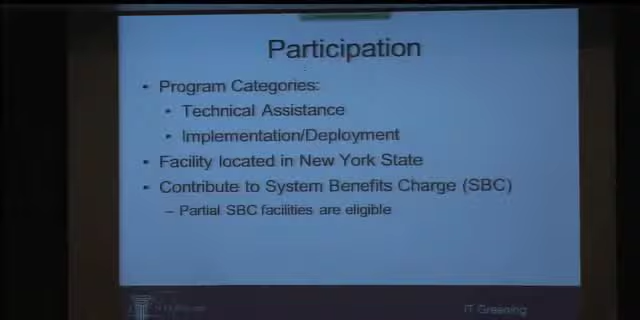 Participation
• Program Categories:
• Technical Assistance
• Implementation/Deployment
• Facility located in New York State
• Contribute to System Benefits Charge (SBC)
– Partial SBC facilities are eligible
IT Greening